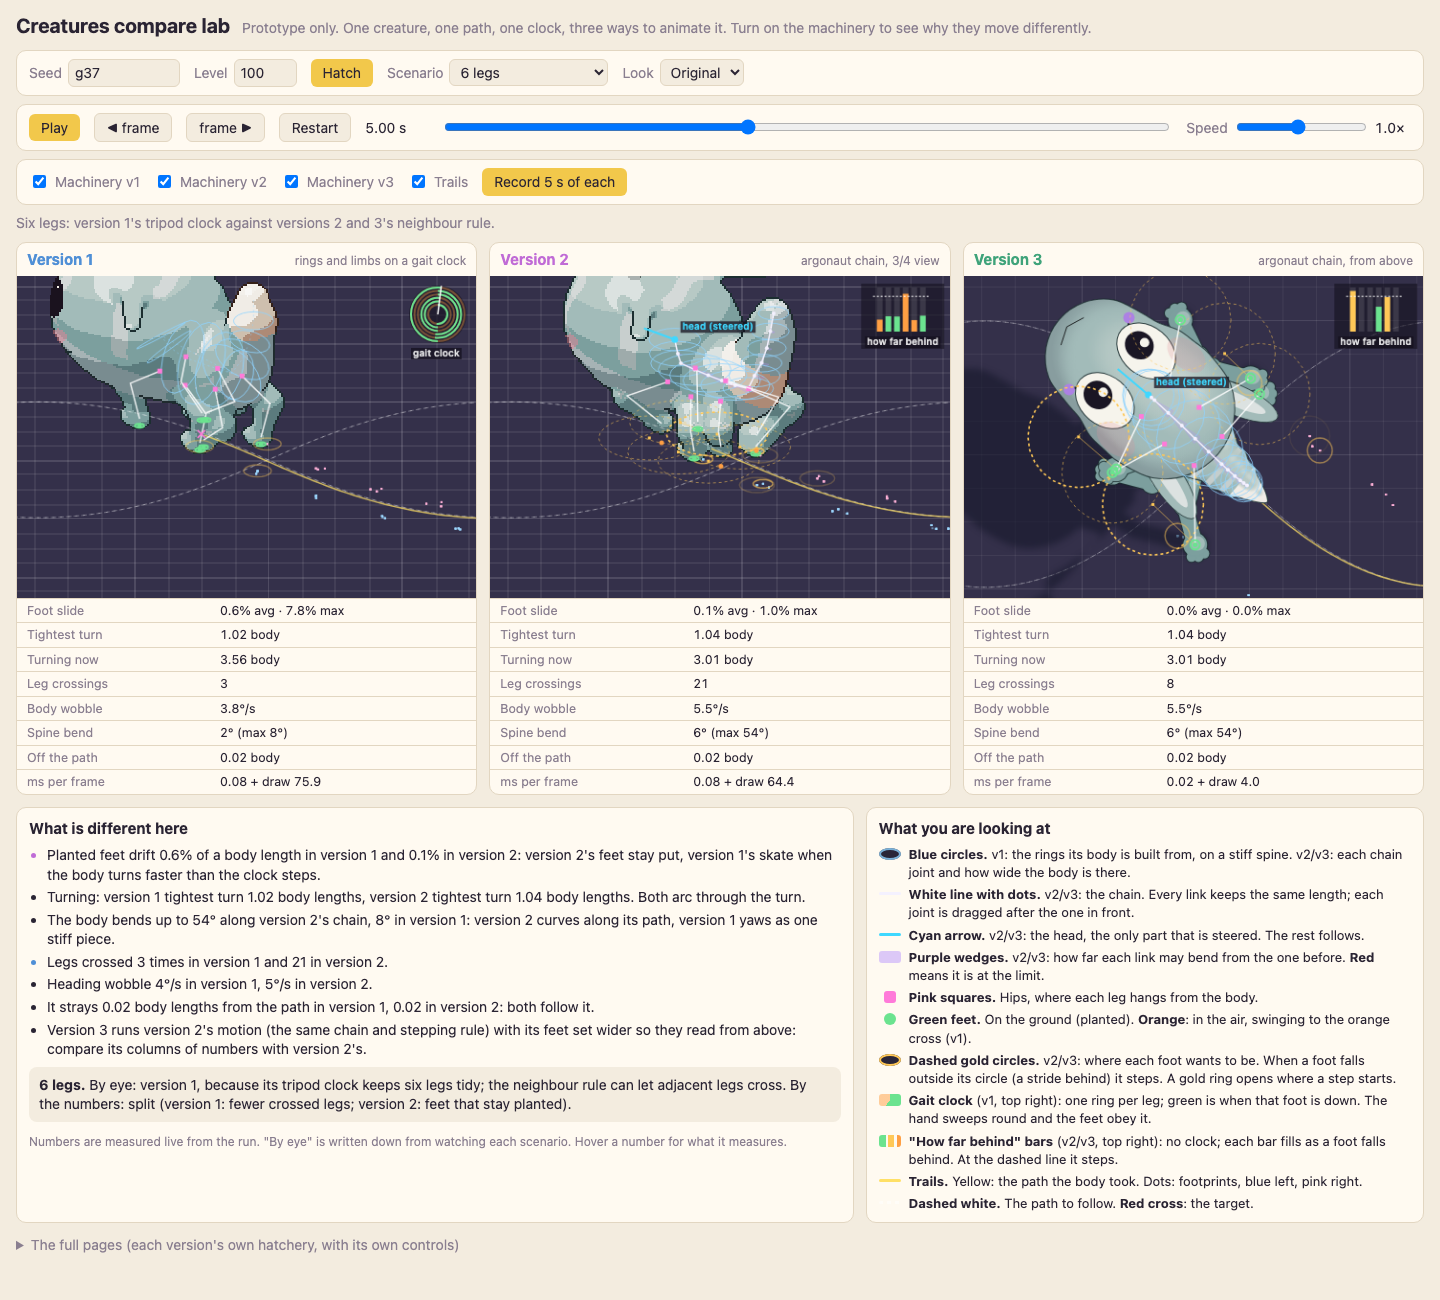 Creatures compare lab Prototype only. One creature, one path, one clock, three ways to animate it. Turn on the machinery to see why they move differently.
Seed g37 Level 100 Hatch Scenario 6 legs Look Original
Play ◀ frame frame ▶ Restart 5.00 s Speed 1.0×
Machinery v1 Machinery v2 Machinery v3 Trails Record 5 s of each
Six legs: version 1's tripod clock against versions 2 and 3's neighbour rule.
Version 1 rings and limbs on a gait clock
gait clock
Foot slide 0.6% avg · 7.8% max
Tightest turn 1.02 body
Turning now 3.56 body
Leg crossings 3
Body wobble 3.8°/s
Spine bend 2° (max 8°)
Off the path 0.02 body
ms per frame 0.08 + draw 75.9
Version 2 argonaut chain, 3/4 view
head (steered)
how far behind
Foot slide 0.1% avg · 1.0% max
Tightest turn 1.04 body
Turning now 3.01 body
Leg crossings 21
Body wobble 5.5°/s
Spine bend 6° (max 54°)
Off the path 0.02 body
ms per frame 0.08 + draw 64.4
Version 3 argonaut chain, from above
head (steered)
how far behind
Foot slide 0.0% avg · 0.0% max
Tightest turn 1.04 body
Turning now 3.01 body
Leg crossings 8
Body wobble 5.5°/s
Spine bend 6° (max 54°)
Off the path 0.02 body
ms per frame 0.02 + draw 4.0
What is different here
• Planted feet drift 0.6% of a body length in version 1 and 0.1% in version 2: version 2's feet stay put, version 1's skate when
the body turns faster than the clock steps.
• Turning: version 1 tightest turn 1.02 body lengths, version 2 tightest turn 1.04 body lengths. Both arc through the turn.
• The body bends up to 54° along version 2's chain, 8° in version 1: version 2 curves along its path, version 1 yaws as one
stiff piece.
• Legs crossed 3 times in version 1 and 21 in version 2.
• Heading wobble 4°/s in version 1, 5°/s in version 2.
• It strays 0.02 body lengths from the path in version 1, 0.02 in version 2: both follow it.
• Version 3 runs version 2's motion (the same chain and stepping rule) with its feet set wider so they read from above:
compare its columns of numbers with version 2's.
6 legs. By eye: version 1, because its tripod clock keeps six legs tidy; the neighbour rule can let adjacent legs cross. By
the numbers: split (version 1: fewer crossed legs; version 2: feet that stay planted).
Numbers are measured live from the run. "By eye" is written down from watching each scenario. Hover a number for what it measures.
What you are looking at
Blue circles. v1: the rings its body is built from, on a stiff spine. v2/v3: each chain
joint and how wide the body is there.
White line with dots. v2/v3: the chain. Every link keeps the same length; each
joint is dragged after the one in front.
Cyan arrow. v2/v3: the head, the only part that is steered. The rest follows.
Purple wedges. v2/v3: how far each link may bend from the one before. Red
means it is at the limit.
Pink squares. Hips, where each leg hangs from the body.
Green feet. On the ground (planted). Orange: in the air, swinging to the orange
cross (v1).
Dashed gold circles. v2/v3: where each foot wants to be. When a foot falls
outside its circle (a stride behind) it steps. A gold ring opens where a step starts.
Gait clock (v1, top right): one ring per leg; green is when that foot is down. The
hand sweeps round and the feet obey it.
"How far behind" bars (v2/v3, top right): no clock; each bar fills as a foot falls
behind. At the dashed line it steps.
Trails. Yellow: the path the body took. Dots: footprints, blue left, pink right.
Dashed white. The path to follow. Red cross: the target.
▶ The full pages (each version's own hatchery, with its own controls)